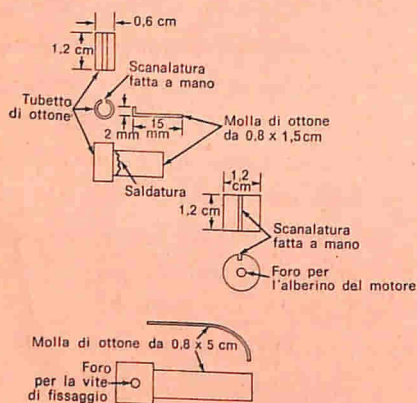 0,6 cm
1,2 cm
Scanalatura
fatta a mano
Tubetto
di ottone
15
mm
2 mm
Molla di ottone
da 0,8 x 1,5 cm
Saldatura
1,2
cm
1,2 cm
Scanalatura
fatta a mano
Foro per
l'alberino del motore
Molla di ottone da 0,8 x 5 cm
Foro
per la vite
di fissaggio